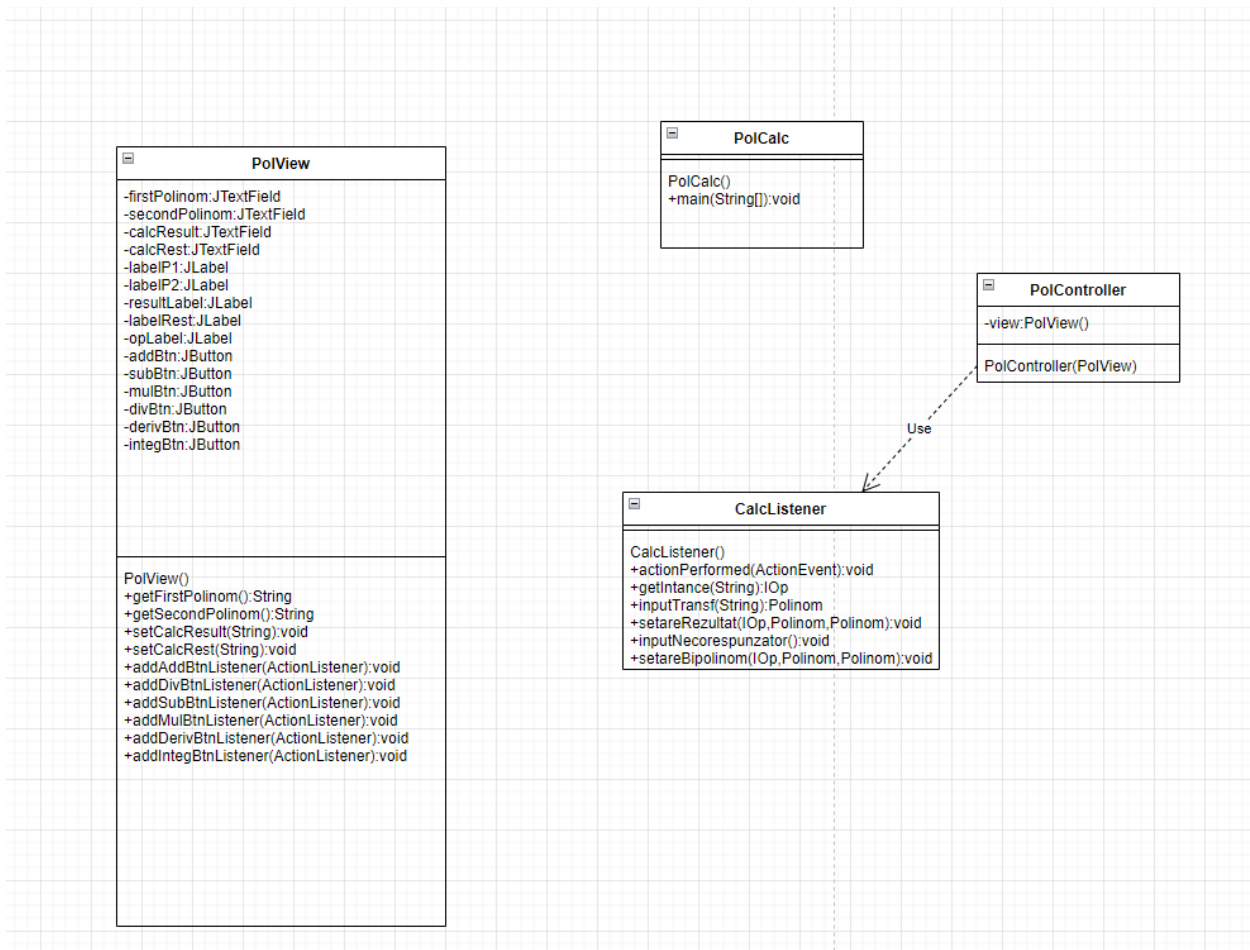 PolView
-firstPolinom:JTextField
-secondPolinom:JTextField
-calcResult:JTextField
-calcRest:JTextField
-labelP1:JLabel
-labelP2:JLabel
-resultLabel:JLabel
-labelRest:JLabel
-opLabel:JLabel
-addBtn:JButton
-subBtn:JButton
-mulBtn:JButton
-divBtn:JButton
-derivBtn:JButton
-integBtn:JButton
PolView()
+getFirstPolinom():String
+getSecondPolinom():String
+setCalcResult(String):void
+setCalcRest(String):void
+addAddBtnListener(ActionListener):void
+addDivBtnListener(ActionListener):void
+addSubBtnListener(ActionListener):void
+addMulBtnListener(ActionListener):void
+addDerivBtnListener(ActionListener):void
+addIntegBtnListener(ActionListener):void
PolCalc
PolCalc()
+main(String[]):void
PolController
-view:PolView()
PolController(PolView)
Use
CalcListener
CalcListener()
+actionPerformed(ActionEvent):void
+getIntance(String):IOp
+inputTransf(String):Polinom
+setareRezultat(IOp,Polinom,Polinom):void
+inputNecorespunzator():void
+setareBipolinom(IOp,Polinom,Polinom):void